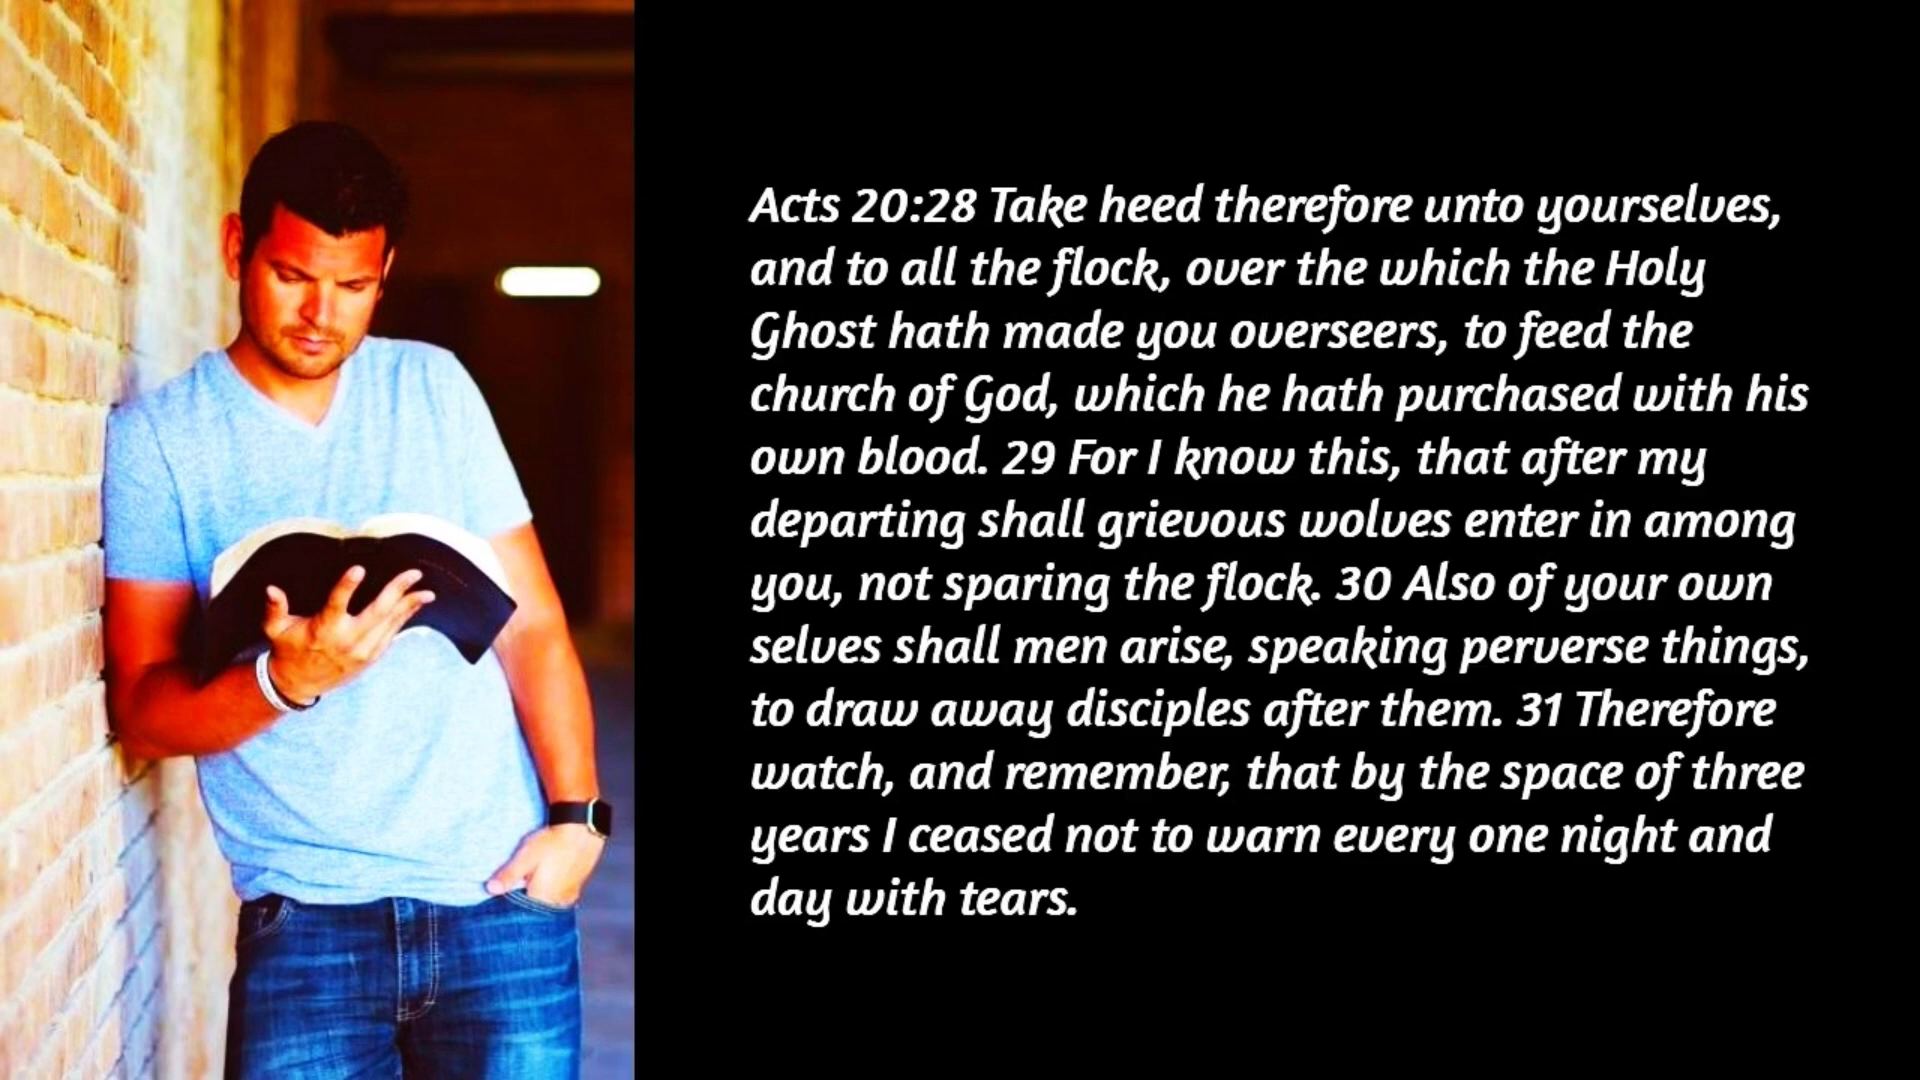 Acts 20:28 Take heed therefore unto yourselves,
and to all the flock, over the which the Holy
Ghost hath made you overseers, to feed the
church of God, which he hath purchased with his
own blood. 29 For I know this, that after my
departing shall grievous wolves enter in among
you, not sparing the flock. 30 Also of your own
selves shall men arise, speaking perverse things,
to draw away disciples after them. 31 Therefore
watch, and remember, that by the space of three
years I ceased not to warn every one night and
day with tears.